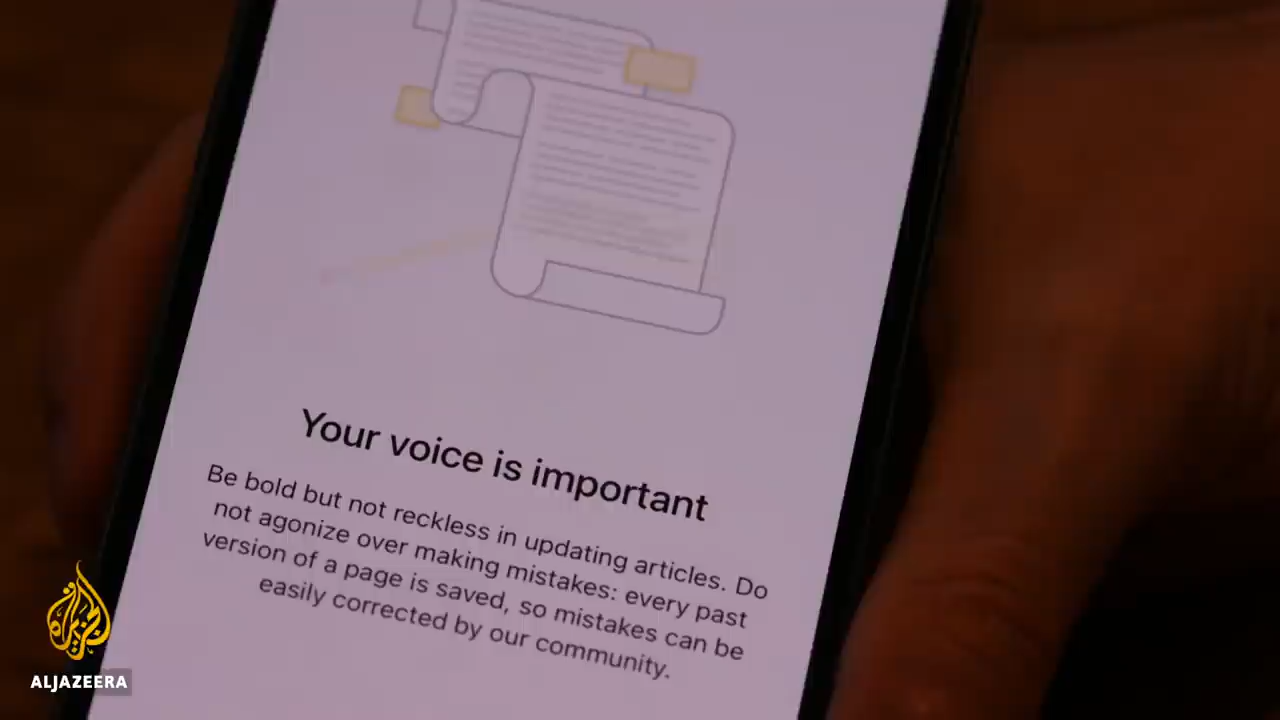 Your voice is important
Be bold but not reckless in updating articles. Do
not agonize over making mistakes: every past
version of a page is saved, so mistakes can be
easily corrected by our community.
الجزيرة
ALJAZEERA